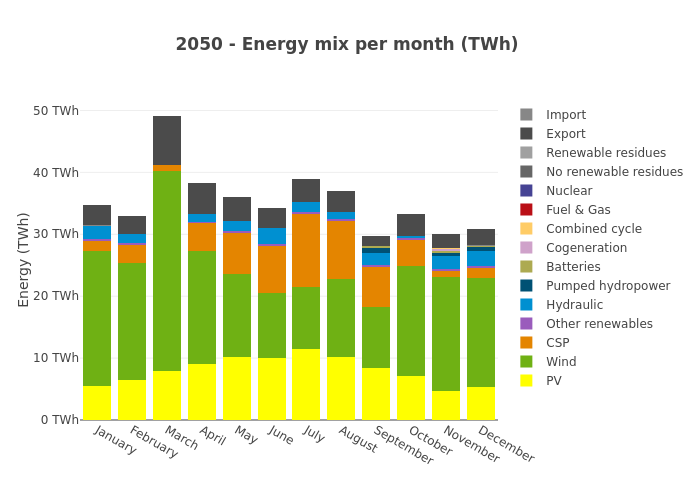 2050 - Energy mix per month (TWh)
50 TWh
40 TWh
30 TWh
20 TWh
10 TWh
0 TWh
Energy (TWh)
January
February
March
April
May
June
July
August
September
October
November
December
Import
Export
Renewable residues
No renewable residues
Nuclear
Fuel & Gas
Combined cycle
Cogeneration
Batteries
Pumped hydropower
Hydraulic
Other renewables
CSP
Wind
PV